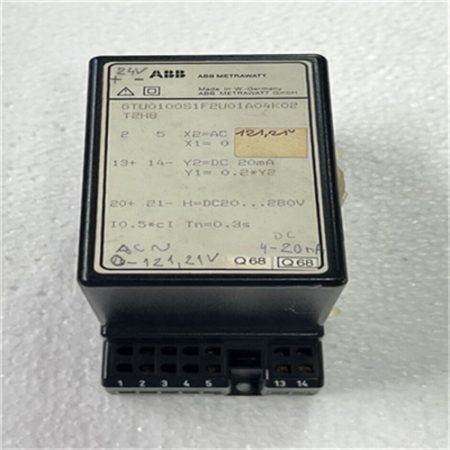 24V ABB ABB METRAWATT
+ -
Made in W.-Germany
ABB METRAWATT GmbH
GTU0100S1F2U01A04K02
T2H8
2 5 X2=AC 121,21V
X1= 0
13+ 14- Y2=DC 20mA
Y1= 0.2*Y2
20+ 21- H=DC20...280V
I0.5*cI Tn=0.3s
AC ~ DC
0-121,21V 4-20mA
Q68 Q68
1 2 3 4 5 13 14